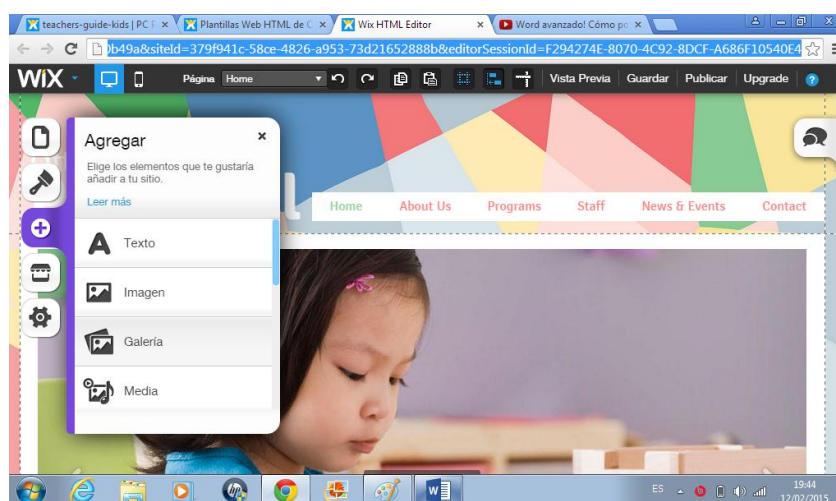 teachers-guide-kids | PC F
Plantillas Web HTML de C
Wix HTML Editor
Word avanzado! Cómo po
0b49a&siteId=379f941c-58ce-4826-a953-73d21652888b&editorSessionId=F294274E-8070-4C92-8DCF-A686F10540E4
WiX
Página Home
Vista Previa Guardar Publicar Upgrade ?
Agregar
Elige los elementos que te gustaría
añadir a tu sitio.
Leer más
Home About Us Programs Staff News & Events Contact
Texto
Imagen
Galería
Media
ES
19:44
12/02/2015